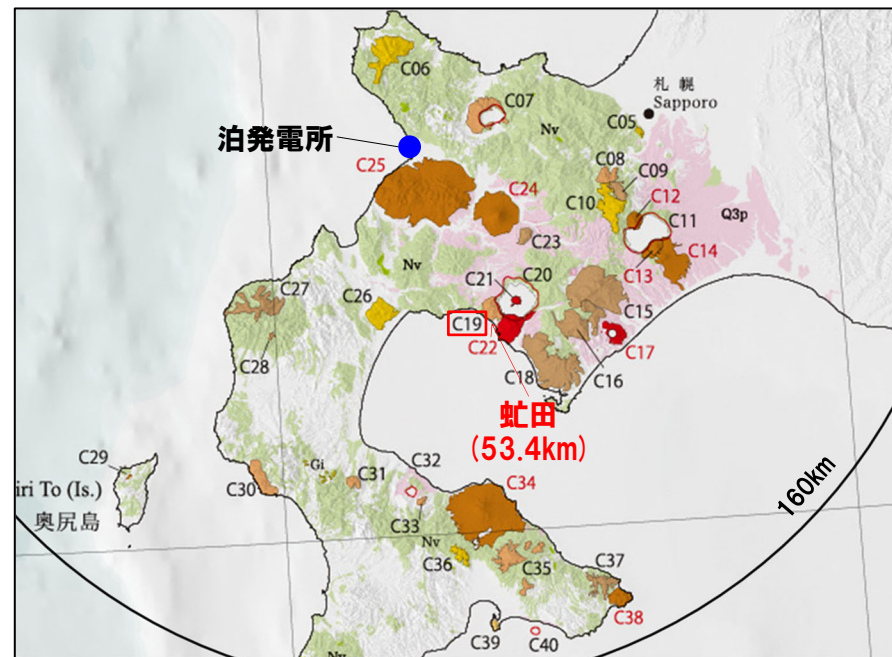 C06
C07
札幌
Sapporo
Nv
C05
泊発電所
C25
C24
C08
C09
C10
C12
C11
Q3p
C14
C23
C13
Nv
C20
C21
C27
C26
C15
C19
C22
C17
C28
C18
C16
虻田
(53.4km)
C29
C32
C34
160km
Gi
C31
iri To (Is.)
C30
奥尻島
C33
Nv
C36
C35
C37
C38
C39
C40
Nv